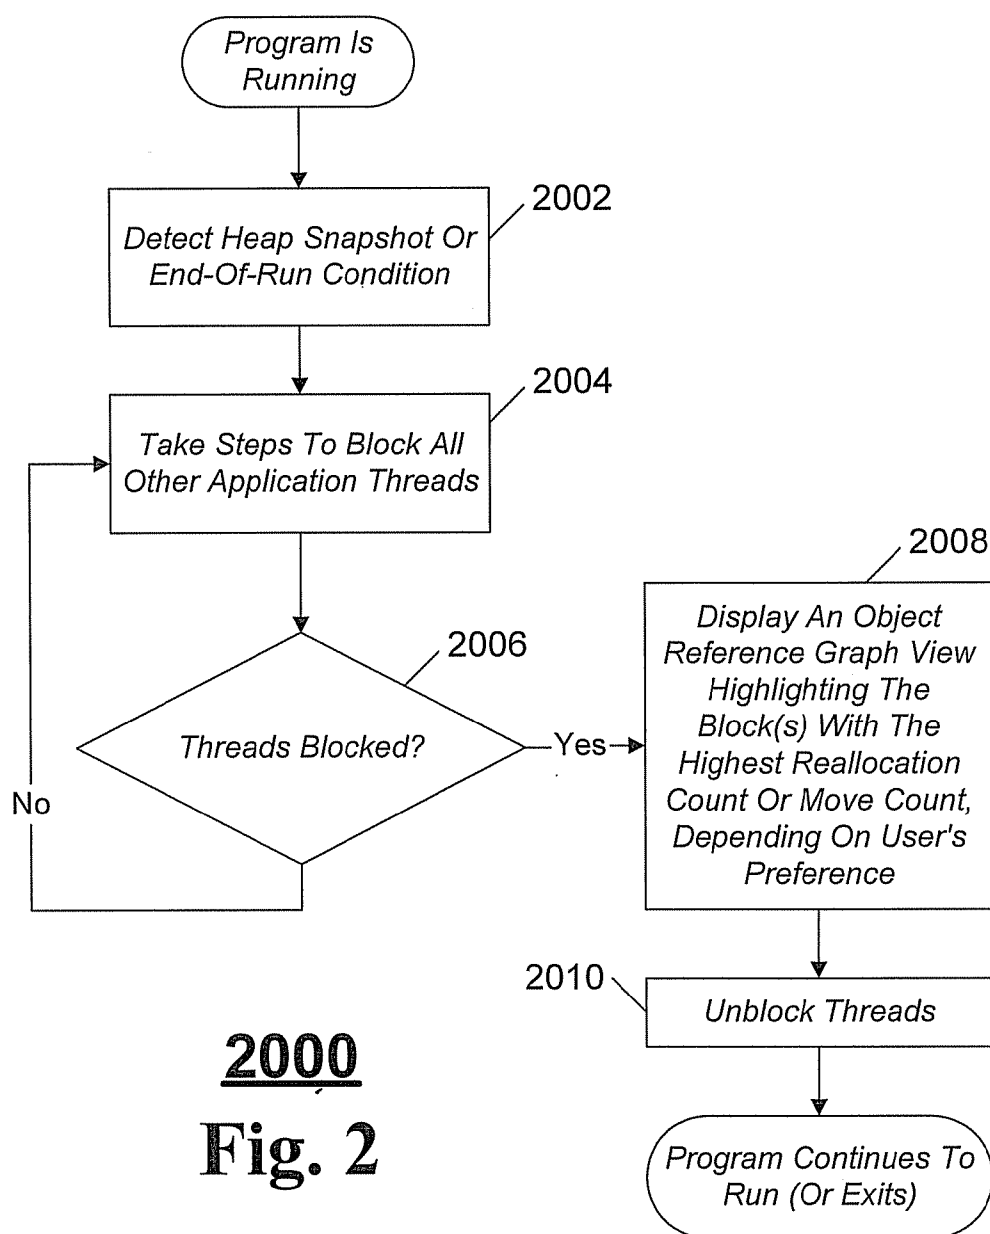 Program Is
Running
2002
Detect Heap Snapshot Or
End-Of-Run Condition
2004
Take Steps To Block All
Other Application Threads
2006
Threads Blocked?
Yes
No
2008
Display An Object
Reference Graph View
Highlighting The
Block(s) With The
Highest Reallocation
Count Or Move Count,
Depending On User's
Preference
2010
Unblock Threads
Program Continues To
Run (Or Exits)
2000
Fig. 2